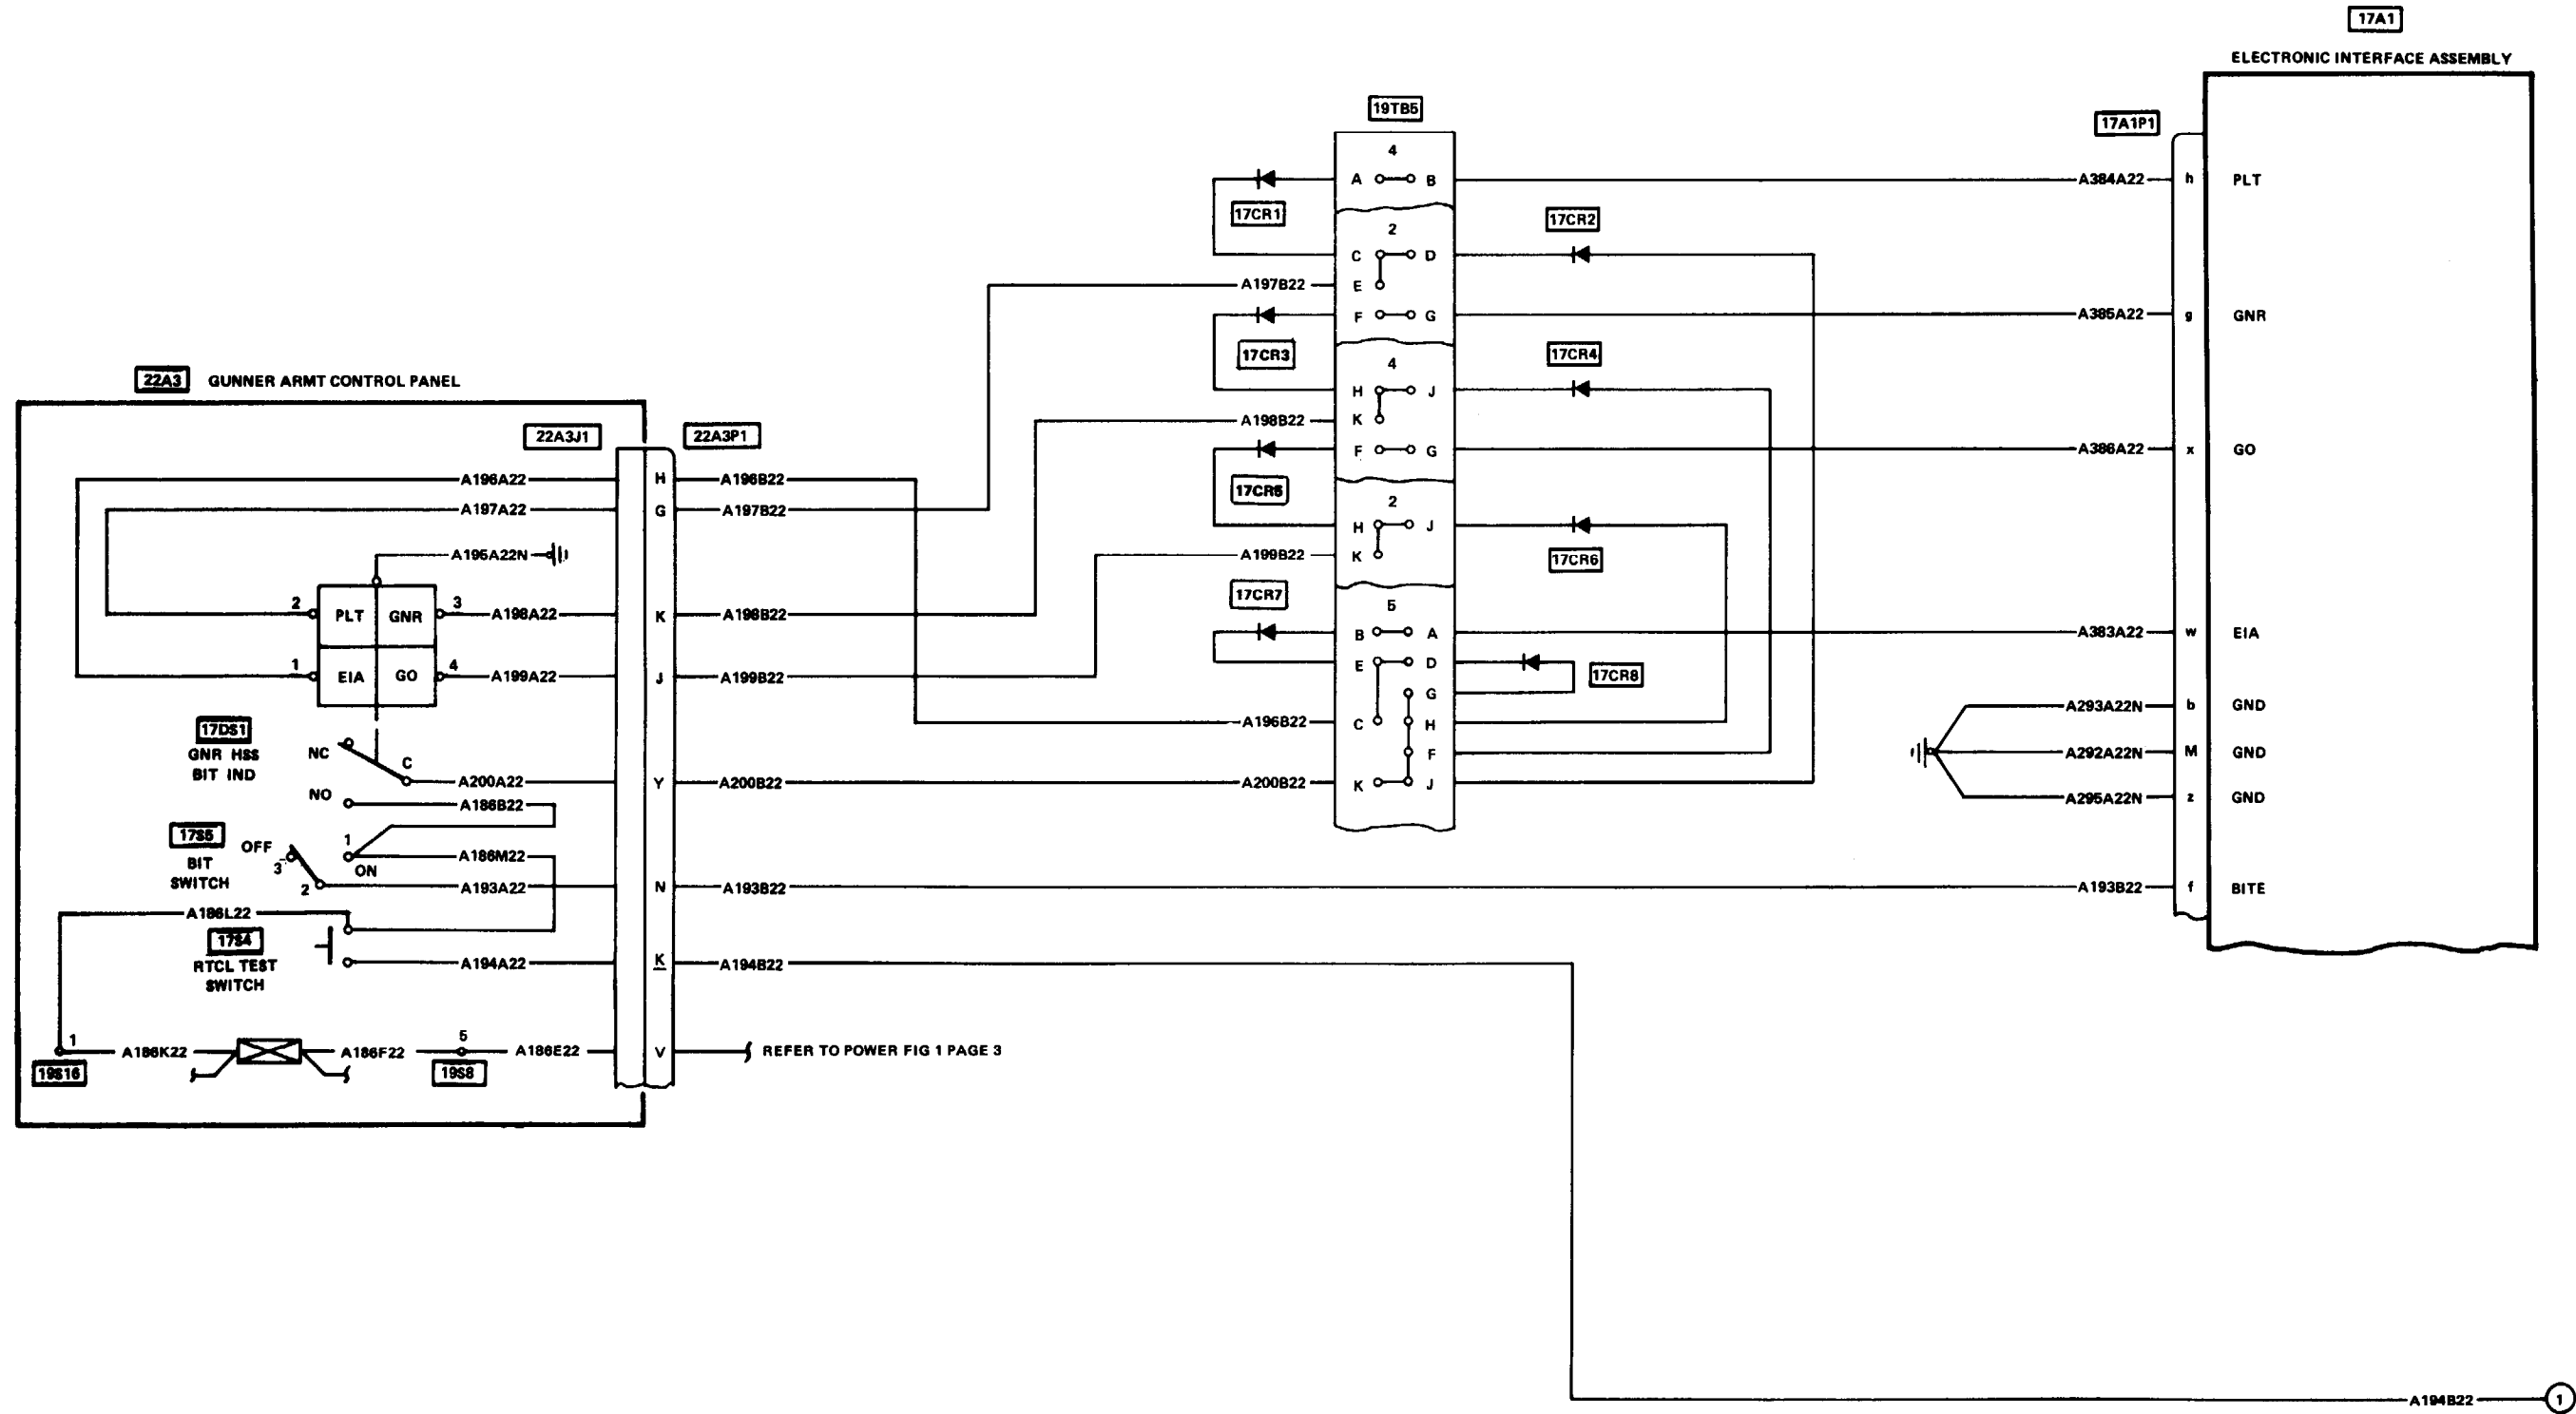 17A1
ELECTRONIC INTERFACE ASSEMBLY
19TB5
17A1P1
4
A B
A384A22 h PLT
17CR1
17CR2
2
C D
A197B22 E
F G
A385A22 g GNR
17CR3
17CR4
4
H J
A198B22 K
F G
A386A22 x GO
17CR5
2
H J
A199B22 K
17CR6
17CR7
5
B A
A383A22 w EIA
E D
17CR8
G
A196B22 C H
F
A200B22 K J
A293A22N b GND
A292A22N M GND
A295A22N z GND
22A3 GUNNER ARMT CONTROL PANEL
22A3J1 22A3P1
A196A22 H A196B22
A197A22 G A197B22
A195A22N
2 PLT GNR 3 A198A22 K A198B22
1 EIA GO 4 A199A22 J A199B22
17DS1
GNR HSS
BIT IND
NC
C
A200A22 Y A200B22
NO A186B22
17S5
BIT
SWITCH
OFF
3
1
ON
A186M22
2
A193A22 N A193B22
A193B22 f BITE
A186L22
17S4
RTCL TEST
SWITCH
A194A22 K A194B22
1 A186K22 A186F22 5 A186E22 V REFER TO POWER FIG 1 PAGE 3
19S16
19S8
A194B22 1